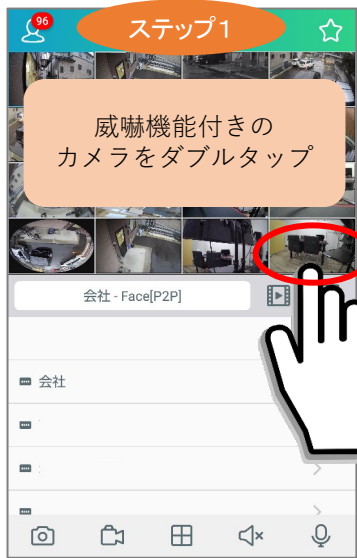 96
ステップ1
威嚇機能付きの
カメラをダブルタップ
会社 - Face[P2P]
会社